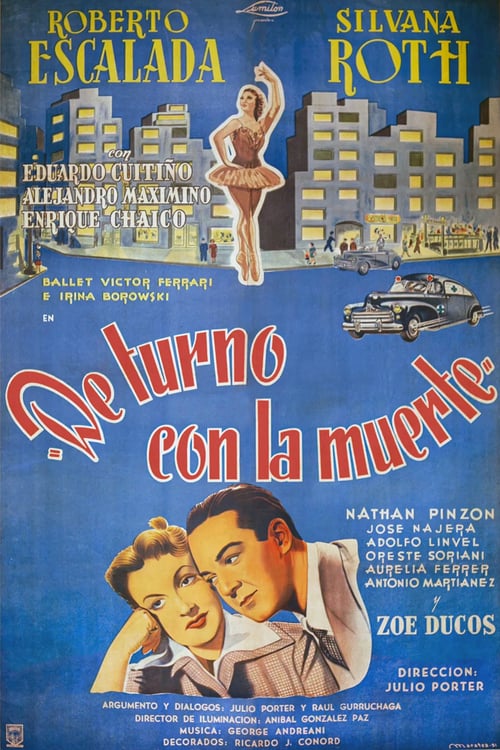 Lumiton
presenta
ROBERTO
ESCALADA
SILVANA
ROTH
con
EDUARDO CUITIÑO
ALEJANDRO MAXIMINO
ENRIQUE CHAICO
BALLET VICTOR FERRARI
E IRINA BOROWSKI
EN
"De turno
con la muerte"
NATHAN PINZON
JOSE NAJERA
ADOLFO LINVEL
ORESTE SORIANI
AURELIA FERRER
ANTONIO MARTIANEZ
y
ZOE DUCOS
DIRECCION:
JULIO PORTER
ARGUMENTO Y DIALOGOS: JULIO PORTER Y RAUL GURRUCHAGA
DIRECTOR DE ILUMINACION: ANIBAL GONZALEZ PAZ
MUSICA: GEORGE ANDREANI
DECORADOS: RICARDO J. CONORD